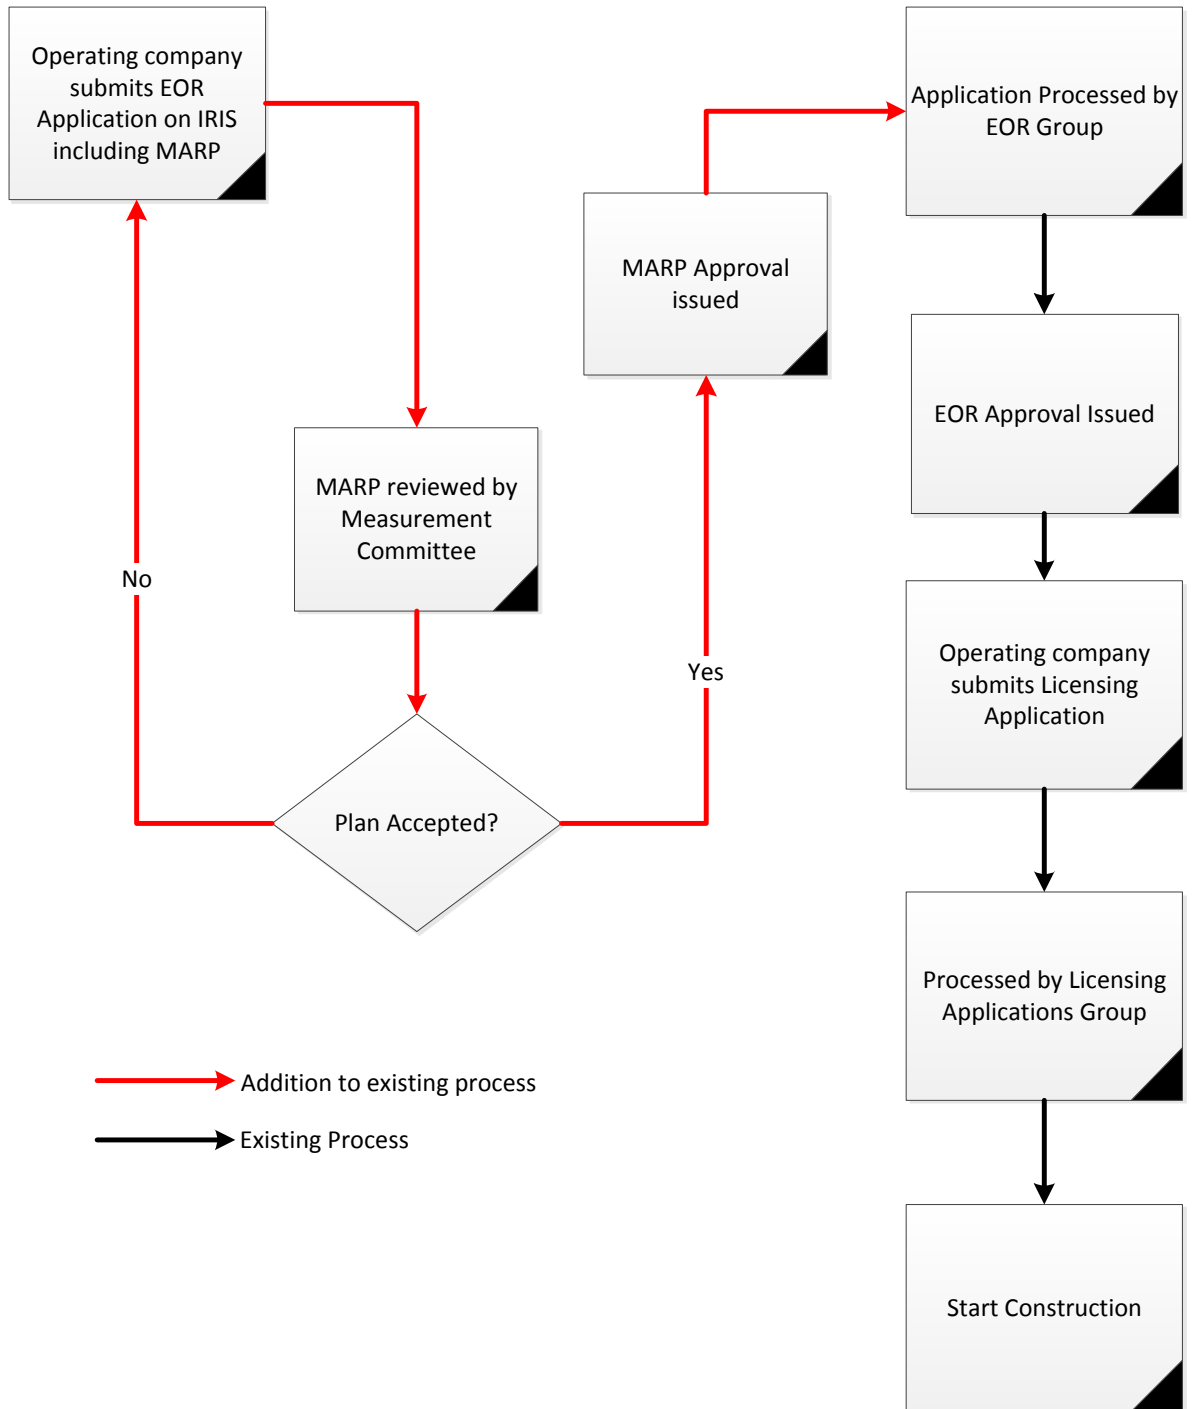 Operating company
submits EOR
Application on IRIS
including MARP
MARP reviewed by
Measurement
Committee
Plan Accepted?
No
Yes
MARP Approval
issued
Application Processed by
EOR Group
EOR Approval Issued
Operating company
submits Licensing
Application
Processed by Licensing
Applications Group
Start Construction
Addition to existing process
Existing Process